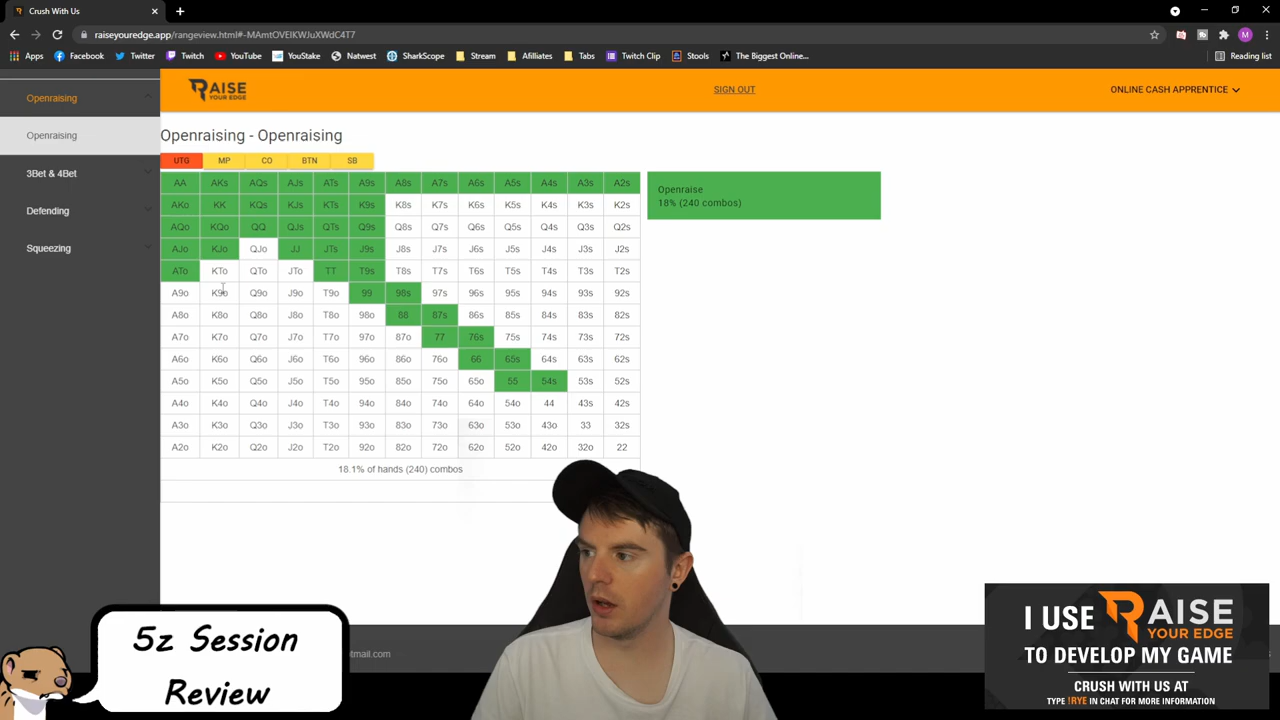 Crush With Us
raiseyouredge.app/rangeview.html#-MAmtOVElKWJuXWdC4T7
Apps Facebook Twitter Twitch YouTube YouStake Natwest SharkScope Stream Afilliates Tabs Twitch Clip Stools The Biggest Online... Reading list
Openraising
Openraising
3Bet & 4Bet
Defending
Squeezing
RAISE
YOUR EDGE
SIGN OUT
ONLINE CASH APPRENTICE
Openraising - Openraising
UTG MP CO BTN SB
AA AKs AQs AJs ATs A9s A8s A7s A6s A5s A4s A3s A2s
AKo KK KQs KJs KTs K9s K8s K7s K6s K5s K4s K3s K2s
AQo KQo QQ QJs QTs Q9s Q8s Q7s Q6s Q5s Q4s Q3s Q2s
AJo KJo QJo JJ JTs J9s J8s J7s J6s J5s J4s J3s J2s
ATo KTo QTo JTo TT T9s T8s T7s T6s T5s T4s T3s T2s
A9o K9o Q9o J9o T9o 99 98s 97s 96s 95s 94s 93s 92s
A8o K8o Q8o J8o T8o 98o 88 87s 86s 85s 84s 83s 82s
A7o K7o Q7o J7o T7o 97o 87o 77 76s 75s 74s 73s 72s
A6o K6o Q6o J6o T6o 96o 86o 76o 66 65s 64s 63s 62s
A5o K5o Q5o J5o T5o 95o 85o 75o 65o 55 54s 53s 52s
A4o K4o Q4o J4o T4o 94o 84o 74o 64o 54o 44 43s 42s
A3o K3o Q3o J3o T3o 93o 83o 73o 63o 53o 43o 33 32s
A2o K2o Q2o J2o T2o 92o 82o 72o 62o 52o 42o 32o 22
18.1% of hands (240) combos
Openraise
18% (240 combos)
otmail.com
5z Session
Review
I USE RAISE
YOUR EDGE
TO DEVELOP MY GAME
CRUSH WITH US AT
TYPE !RYE IN CHAT FOR MORE INFORMATION